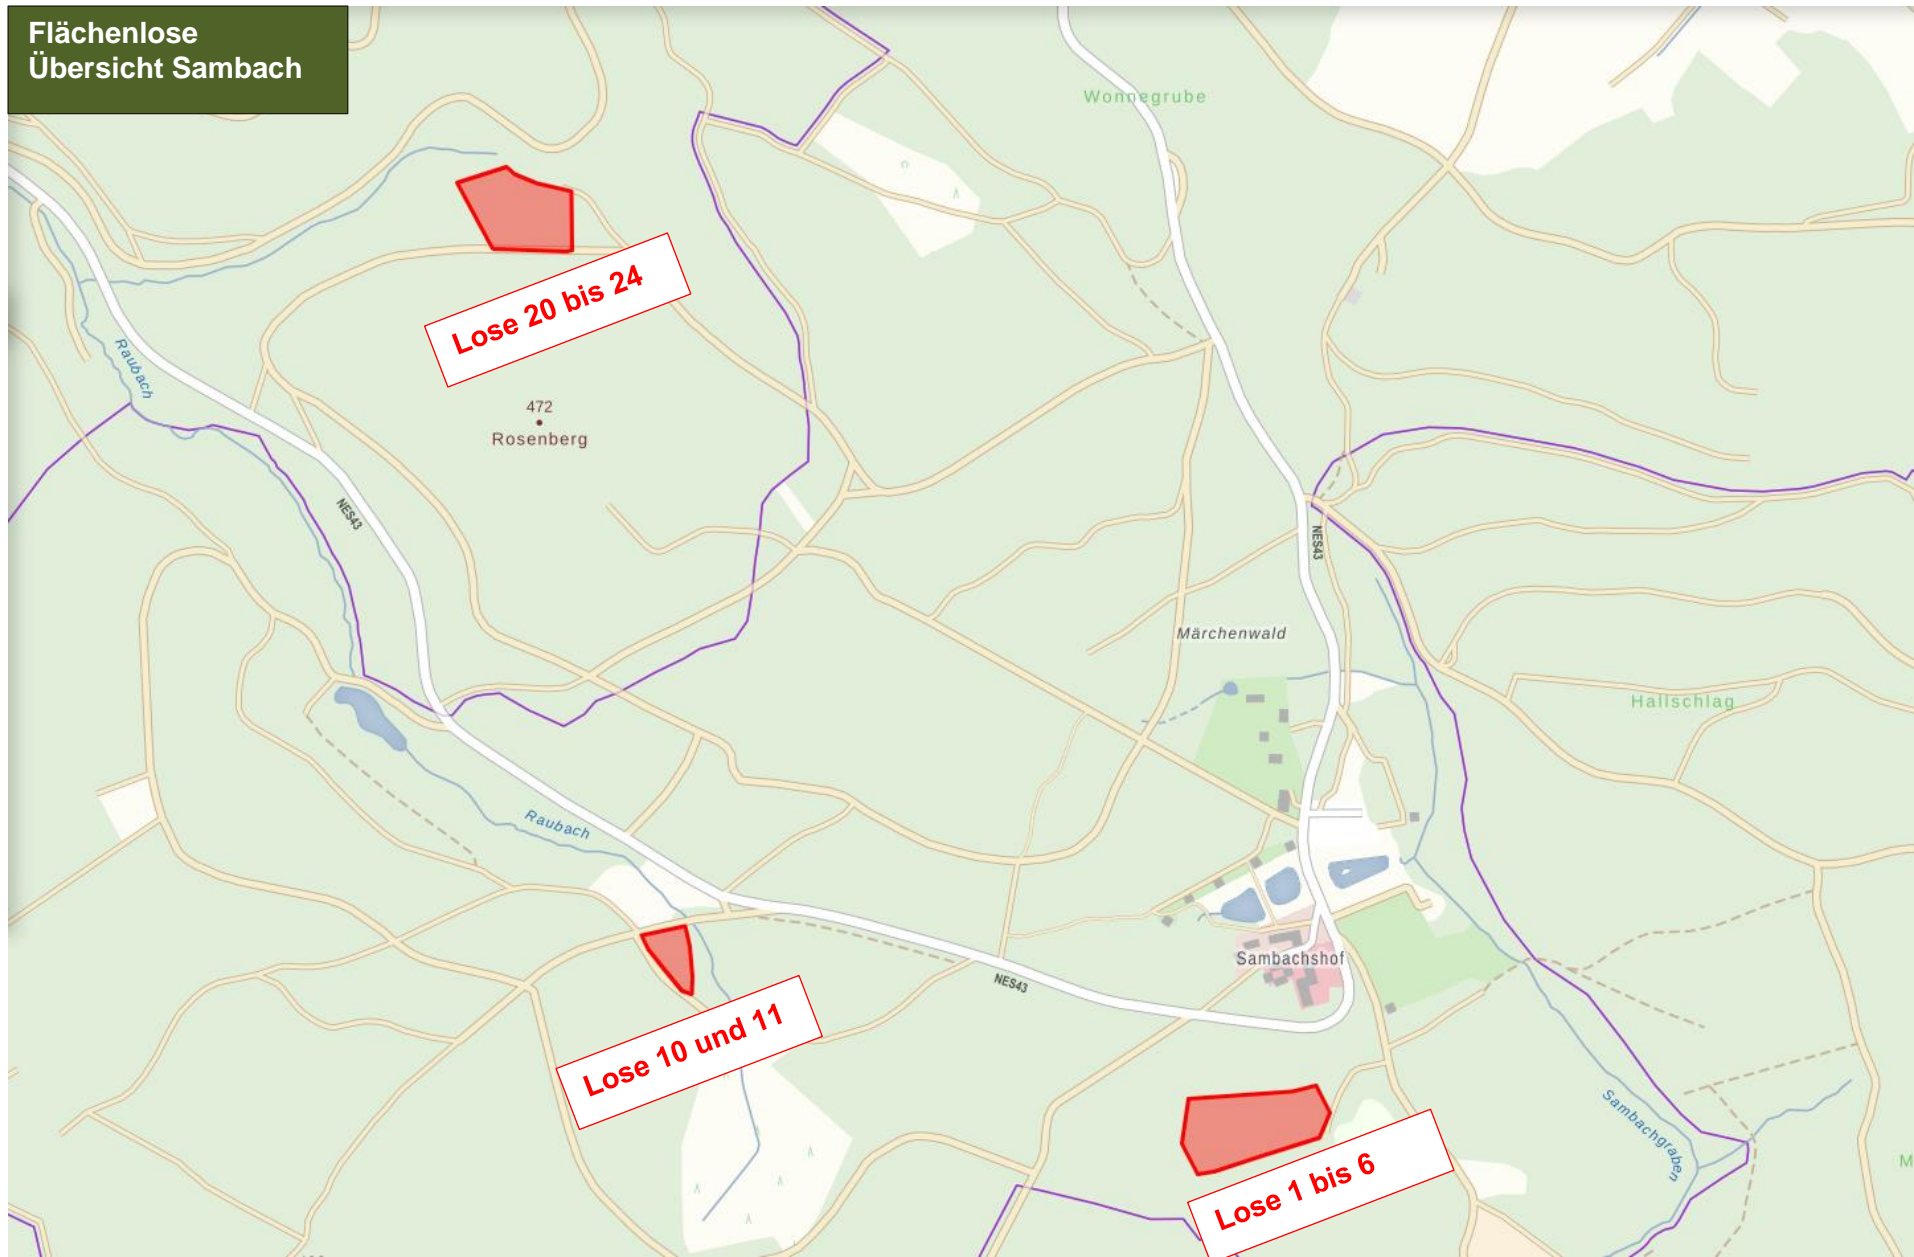 Flächenlose
Übersicht Sambach
Wonnegrube
Lose 20 bis 24
Raubach
472
Rosenberg
NES43
NES43
Märchenwald
Hallschlag
Raubach
Sambachshof
NES43
Lose 10 und 11
Sambachgraben
Lose 1 bis 6
M